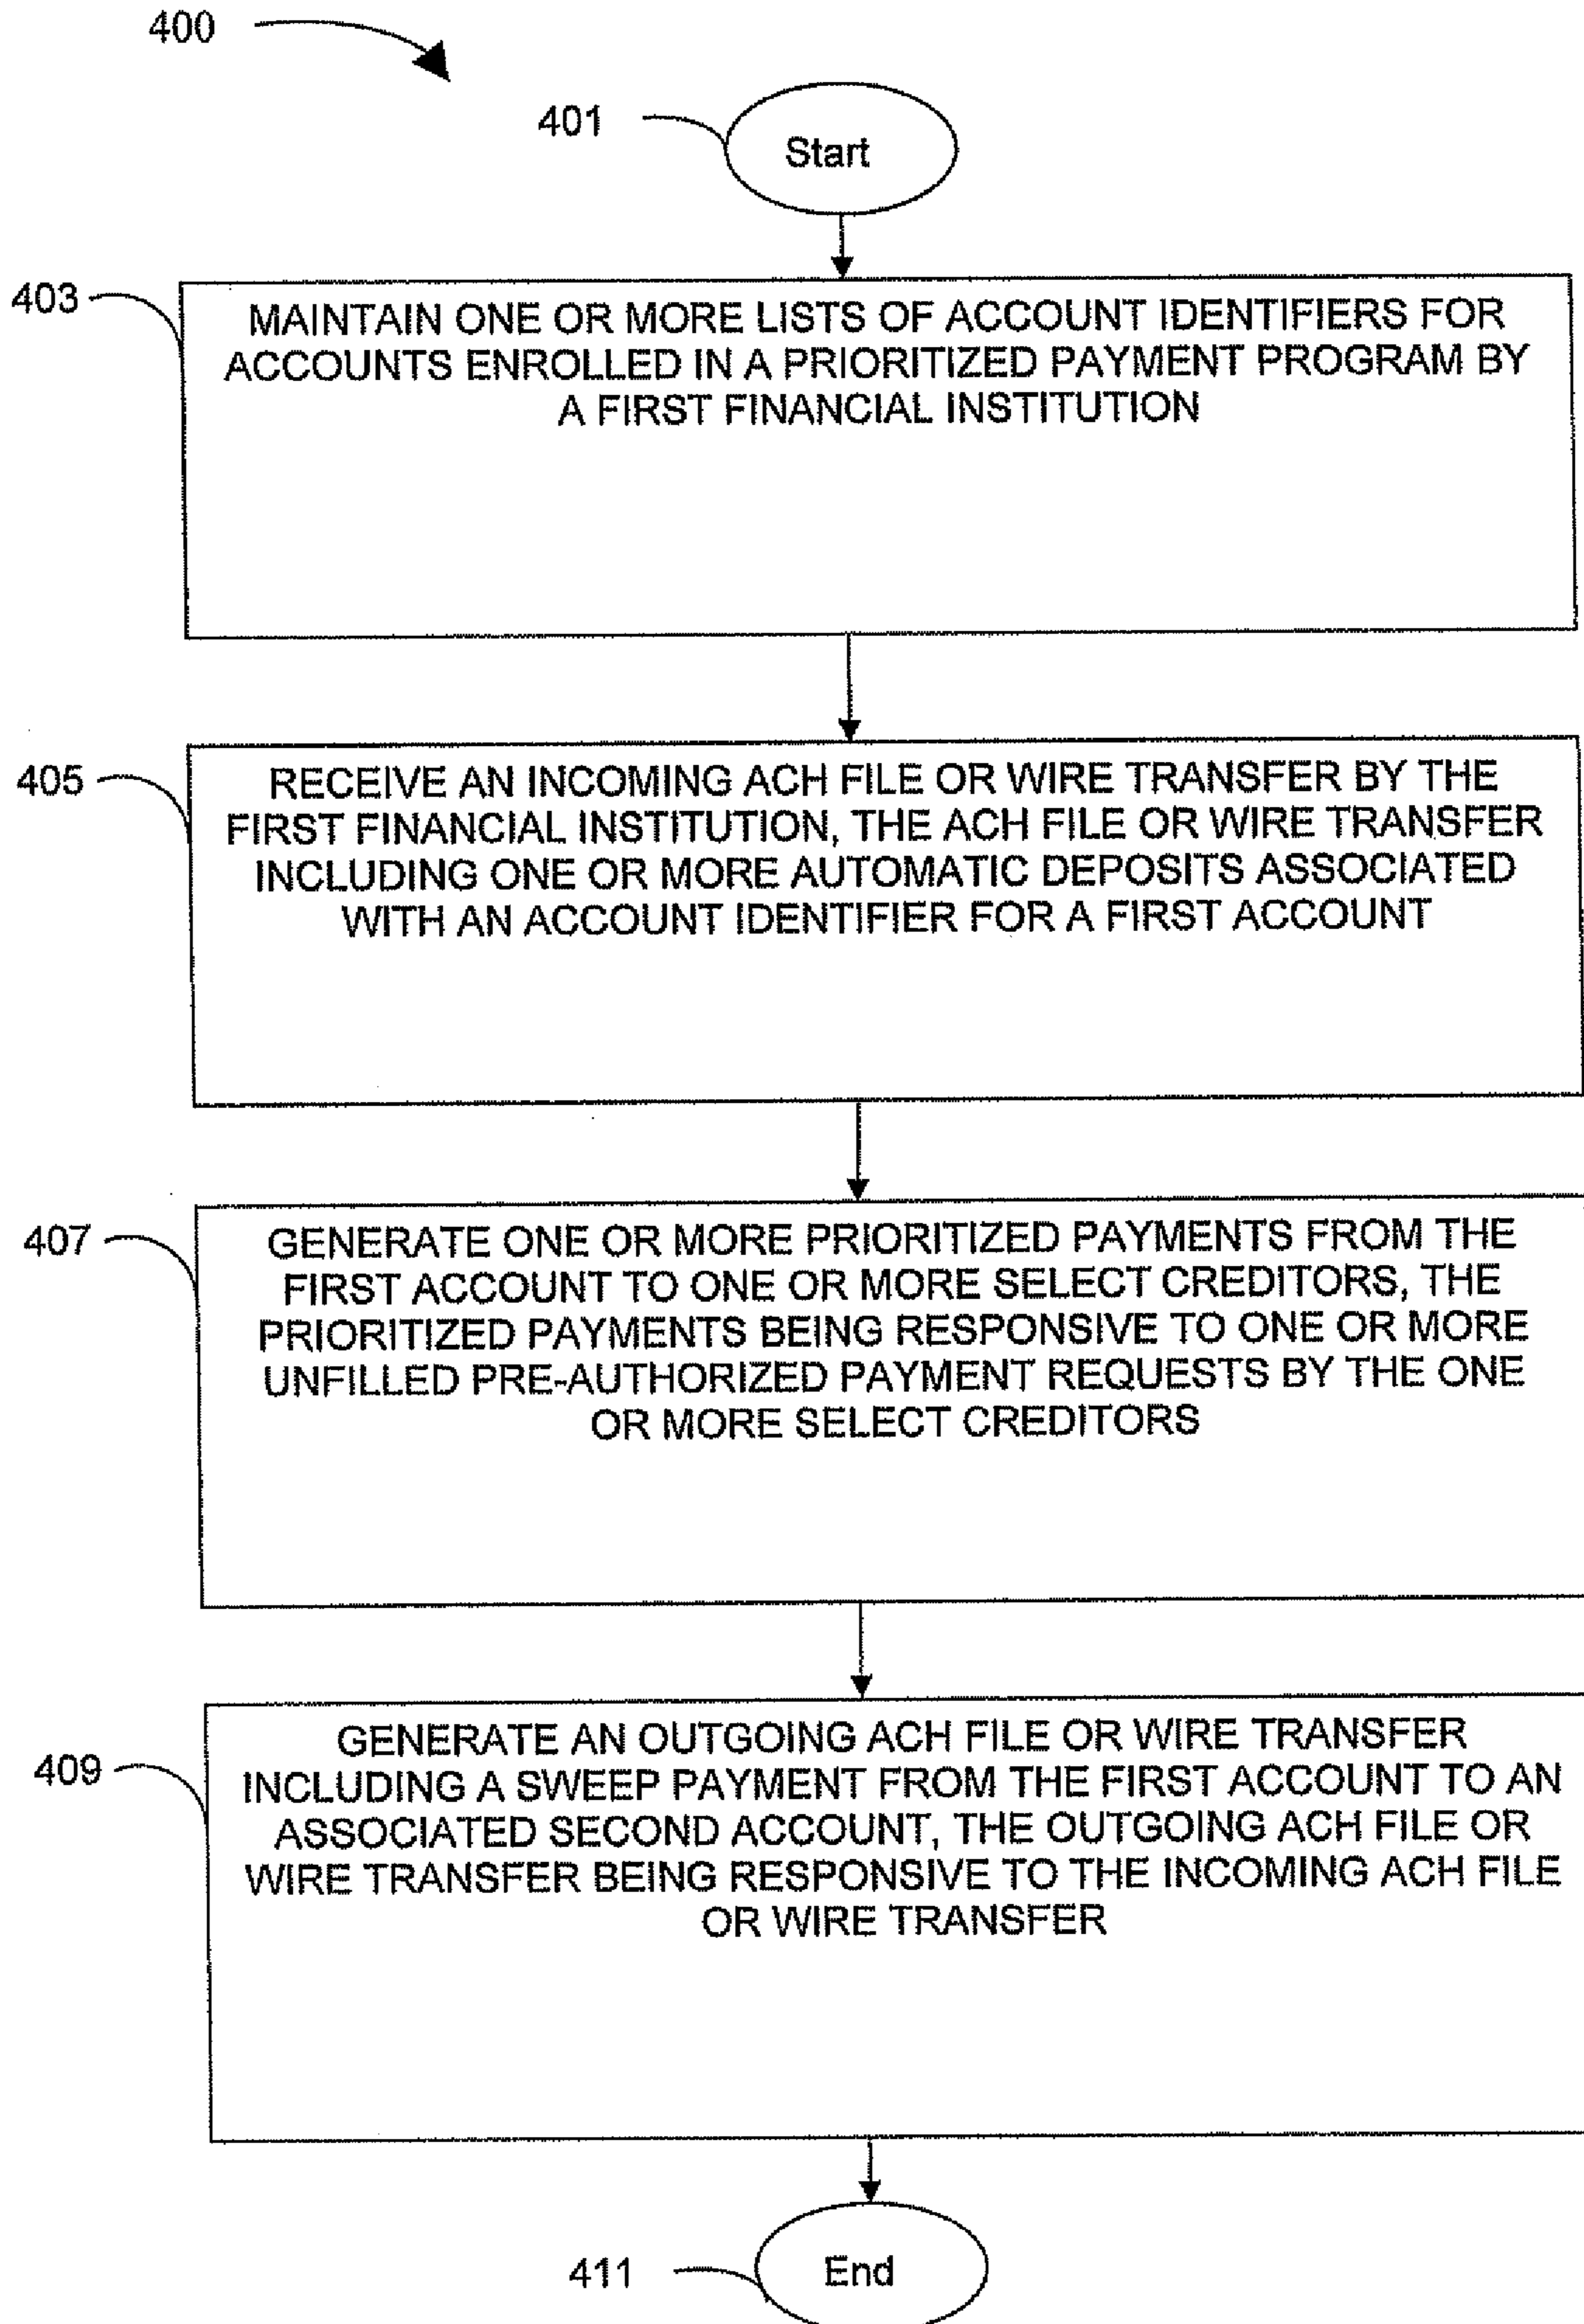 400
401
Start
403
MAINTAIN ONE OR MORE LISTS OF ACCOUNT IDENTIFIERS FOR
ACCOUNTS ENROLLED IN A PRIORITIZED PAYMENT PROGRAM BY
A FIRST FINANCIAL INSTITUTION
405
RECEIVE AN INCOMING ACH FILE OR WIRE TRANSFER BY THE
FIRST FINANCIAL INSTITUTION, THE ACH FILE OR WIRE TRANSFER
INCLUDING ONE OR MORE AUTOMATIC DEPOSITS ASSOCIATED
WITH AN ACCOUNT IDENTIFIER FOR A FIRST ACCOUNT
407
GENERATE ONE OR MORE PRIORITIZED PAYMENTS FROM THE
FIRST ACCOUNT TO ONE OR MORE SELECT CREDITORS, THE
PRIORITIZED PAYMENTS BEING RESPONSIVE TO ONE OR MORE
UNFILLED PRE-AUTHORIZED PAYMENT REQUESTS BY THE ONE
OR MORE SELECT CREDITORS
409
GENERATE AN OUTGOING ACH FILE OR WIRE TRANSFER
INCLUDING A SWEEP PAYMENT FROM THE FIRST ACCOUNT TO AN
ASSOCIATED SECOND ACCOUNT, THE OUTGOING ACH FILE OR
WIRE TRANSFER BEING RESPONSIVE TO THE INCOMING ACH FILE
OR WIRE TRANSFER
411
End